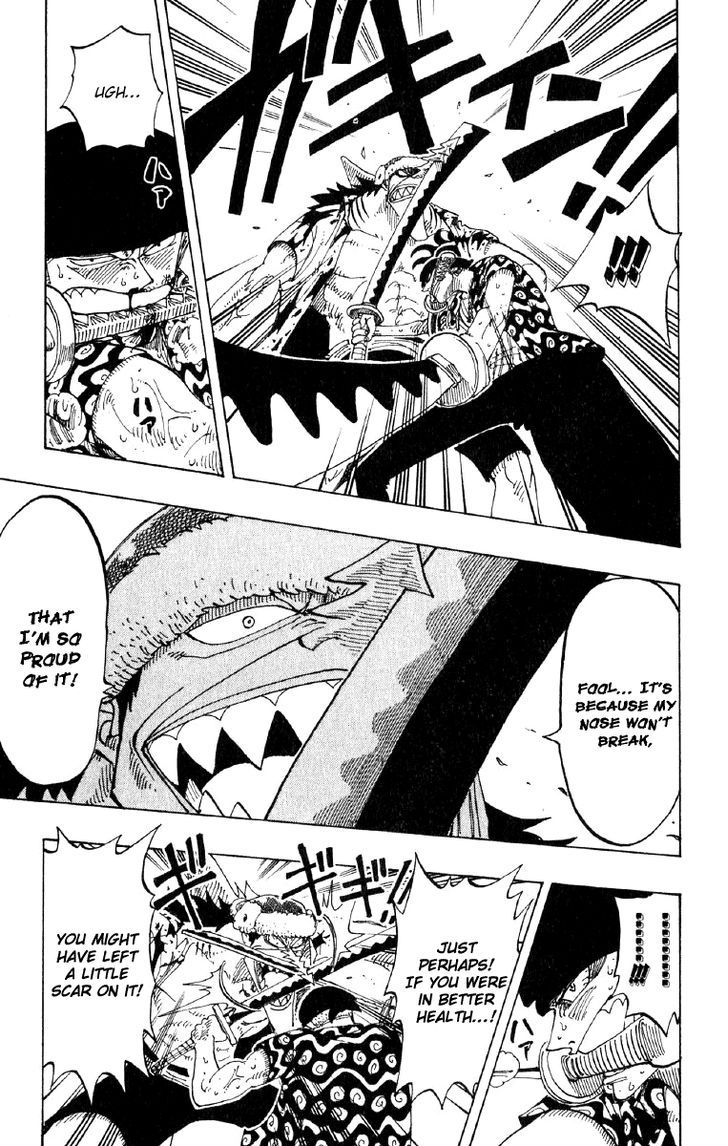 ガキィン!!
!!!
UGH...
ハァ
ハァ
FOOL... IT'S
BECAUSE MY
NOSE WON'T
BREAK,
THAT
I'M SO
PROUD
OF IT!
!!!
ハァ
JUST
PERHAPS!
IF YOU WERE
IN BETTER
HEALTH...!
ギギギ
YOU MIGHT
HAVE LEFT
A LITTLE
SCAR ON IT!